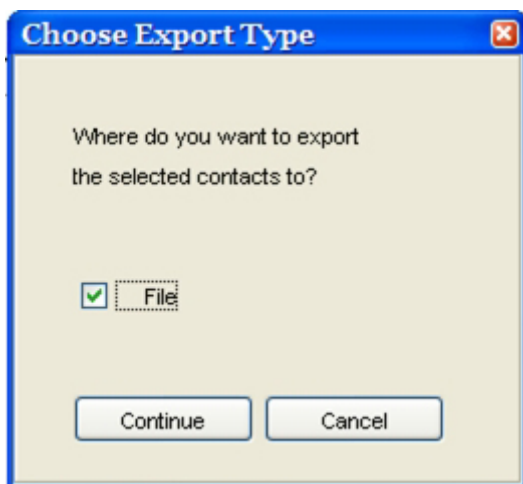 Choose Export Type
Where do you want to export
the selected contacts to?
File
Continue Cancel